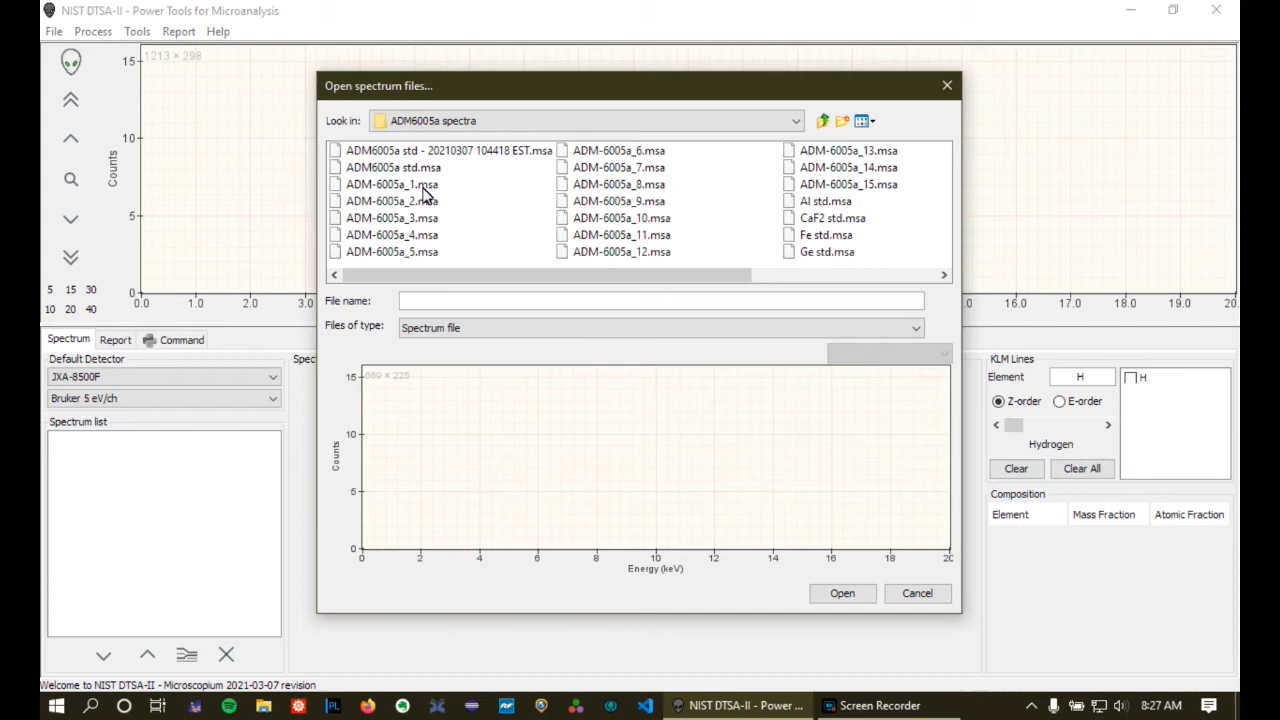 NIST DTSA-II - Power Tools for Microanalysis
File Process Tools Report Help
1213 × 298
15
10
5
0
Counts
0.0 1.0 2.0 3.0 16.0 17.0 18.0 19.0 20.
5 15 30
10 20 40
Open spectrum files...
Look in: ADM6005a spectra
ADM6005a std - 20210307 104418 EST.msa
ADM6005a std.msa
ADM-6005a_1.msa
ADM-6005a_2.msa
ADM-6005a_3.msa
ADM-6005a_4.msa
ADM-6005a_5.msa
ADM-6005a_6.msa
ADM-6005a_7.msa
ADM-6005a_8.msa
ADM-6005a_9.msa
ADM-6005a_10.msa
ADM-6005a_11.msa
ADM-6005a_12.msa
ADM-6005a_13.msa
ADM-6005a_14.msa
ADM-6005a_15.msa
Al std.msa
CaF2 std.msa
Fe std.msa
Ge std.msa
File name:
Files of type: Spectrum file
669 × 225
15
10
5
0
Counts
0 2 4 6 8 10 12 14 16 18 20
Energy (keV)
Open Cancel
Spectrum Report Command
Default Detector
JXA-8500F
Bruker 5 eV/ch
Spectrum list
Spec
KLM Lines
Element H
Z-order E-order
Hydrogen
Clear Clear All
H
Composition
Element Mass Fraction Atomic Fraction
Welcome to NIST DTSA-II - Microscopium 2021-03-07 revision
NIST DTSA-II - Power ... Screen Recorder 8:27 AM